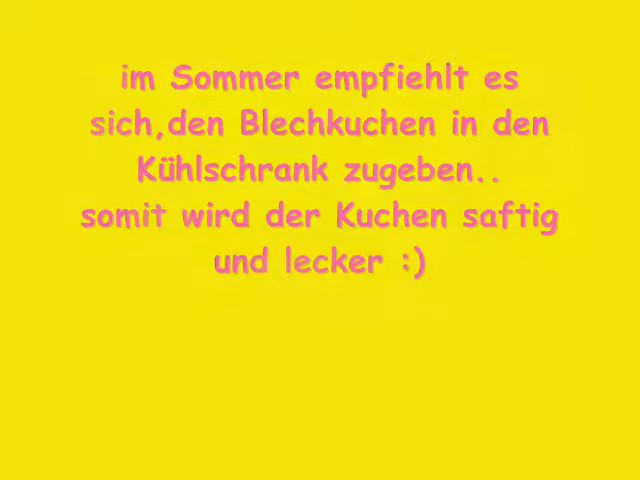 im Sommer empfiehlt es
sich,den Blechkuchen in den
Kühlschrank zugeben..
somit wird der Kuchen saftig
und lecker :)